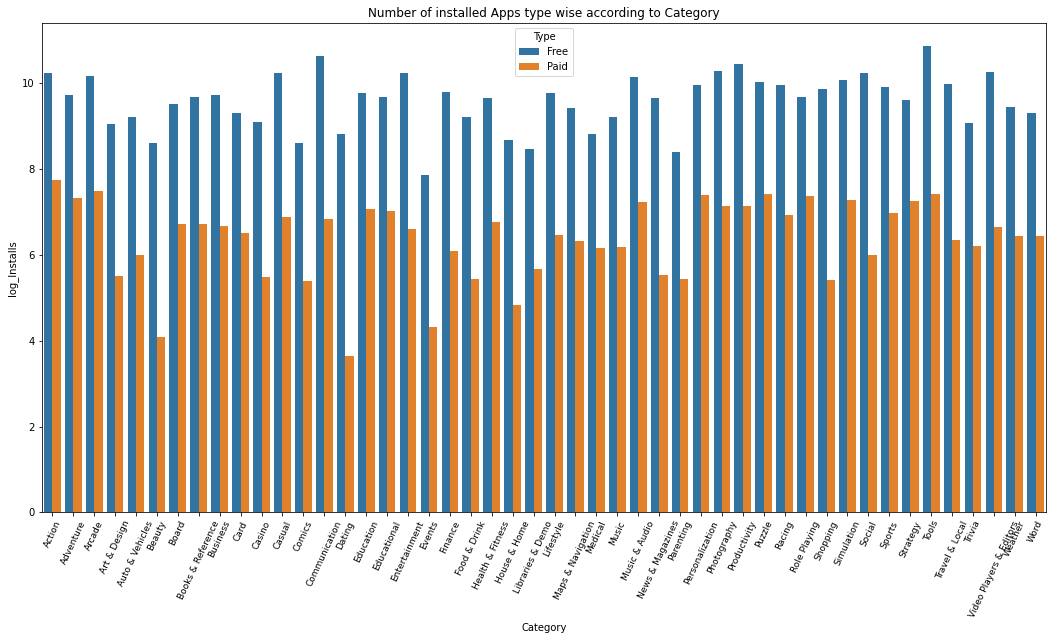 Number of installed Apps type wise according to Category
Type
Free
Paid
log_Installs
10
8
6
4
2
0
Action
Adventure
Arcade
Art & Design
Auto & Vehicles
Beauty
Board
Books & Reference
Business
Card
Casino
Casual
Comics
Communication
Dating
Education
Educational
Entertainment
Events
Finance
Food & Drink
Health & Fitness
House & Home
Libraries & Demo
Lifestyle
Maps & Navigation
Medical
Music
Music & Audio
News & Magazines
Parenting
Personalization
Photography
Productivity
Puzzle
Racing
Role Playing
Shopping
Simulation
Social
Sports
Strategy
Tools
Travel & Local
Trivia
Video Players & Editors
Weather
Word
Category